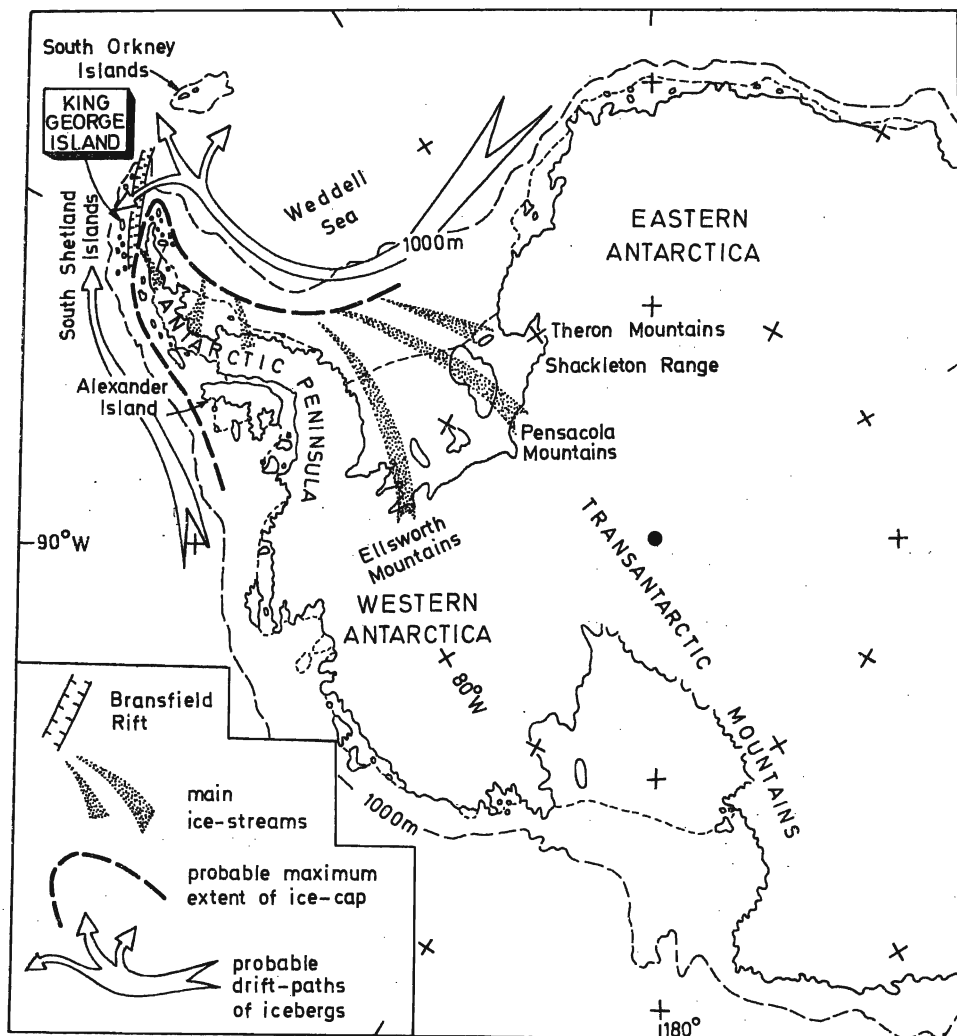 South Orkney
Islands
KING
GEORGE
ISLAND
Weddell
Sea
1000m
EASTERN
ANTARCTICA
South Shetland
Islands
ANTARCTIC PENINSULA
Theron Mountains
Shackleton Range
Alexander
Island
Pensacola
Mountains
90°W
Ellsworth
Mountains
TRANSANTARCTIC MOUNTAINS
WESTERN
ANTARCTICA
80°W
Bransfield
Rift
main
ice-streams
1000m
probable maximum
extent of ice-cap
probable
drift-paths
of icebergs
180°